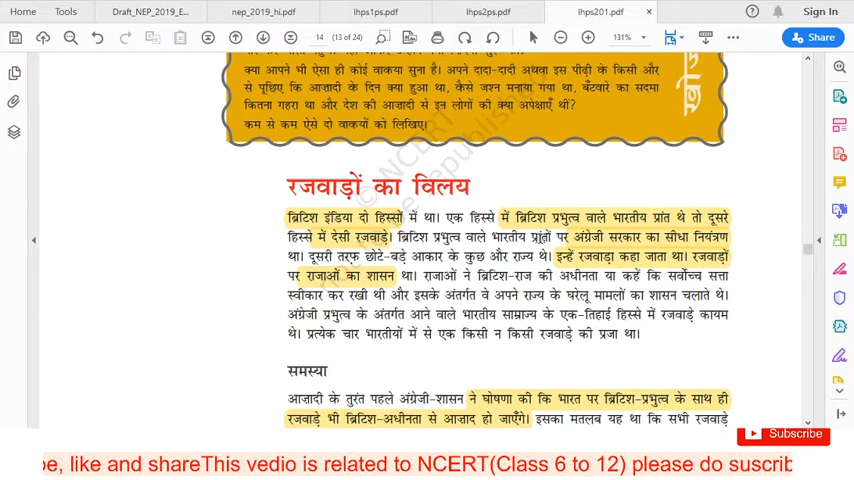 Home Tools Draft_NEP_2019_E... nep_2019_hi.pdf lhps1ps.pdf lhps2ps.pdf lhps201.pdf × Sign In
14 (13 of 24) 131% Share
क्या आपने भी ऐसा ही कोई वाकया सुना है। अपने दादा-दादी अथवा इस पीढ़ी के किसी और
से पूछिए कि आज़ादी के दिन क्या हुआ था, कैसे जश्न मनाया गया था, बँटवारे का सदमा
कितना गहरा था और देश की आज़ादी से इन लोगों की क्या अपेक्षाएँ थीं?
कम से कम ऐसे दो वाकयों को लिखिए।
© NCERT
रजवाड़ों का विलय
ब्रिटिश इंडिया दो हिस्सों में था। एक हिस्से में ब्रिटिश प्रभुत्व वाले भारतीय प्रांत थे तो दूसरे
हिस्से में देसी रजवाड़े। ब्रिटिश प्रभुत्व वाले भारतीय प्रांतों पर अंग्रेजी सरकार का सीधा नियंत्रण
था। दूसरी तरफ छोटे-बड़े आकार के कुछ और राज्य थे। इन्हें रजवाड़ा कहा जाता था। रजवाड़ों
पर राजाओं का शासन था। राजाओं ने ब्रिटिश-राज की अधीनता या कहें कि सर्वोच्च सत्ता
स्वीकार कर रखी थी और इसके अंतर्गत वे अपने राज्य के घरेलू मामलों का शासन चलाते थे।
अंग्रेजी प्रभुत्व के अंतर्गत आने वाले भारतीय साम्राज्य के एक-तिहाई हिस्से में रजवाड़े कायम
थे। प्रत्येक चार भारतीयों में से एक किसी न किसी रजवाड़े की प्रजा था।
समस्या
आज़ादी के तुरंत पहले अंग्रेजी-शासन ने घोषणा की कि भारत पर ब्रिटिश-प्रभुत्व के साथ ही
रजवाड़े भी ब्रिटिश-अधीनता से आज़ाद हो जाएँगे। इसका मतलब यह था कि सभी रजवाड़े
Subscribe
be, like and shareThis vedio is related to NCERT(Class 6 to 12) please do suscrib